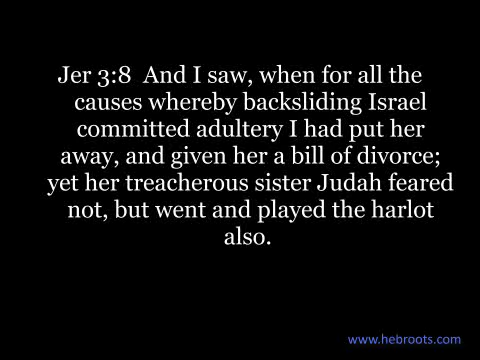 Jer 3:8  And I saw, when for all the
causes whereby backsliding Israel
committed adultery I had put her
away, and given her a bill of divorce;
yet her treacherous sister Judah feared
not, but went and played the harlot
also.
www.hebroots.com